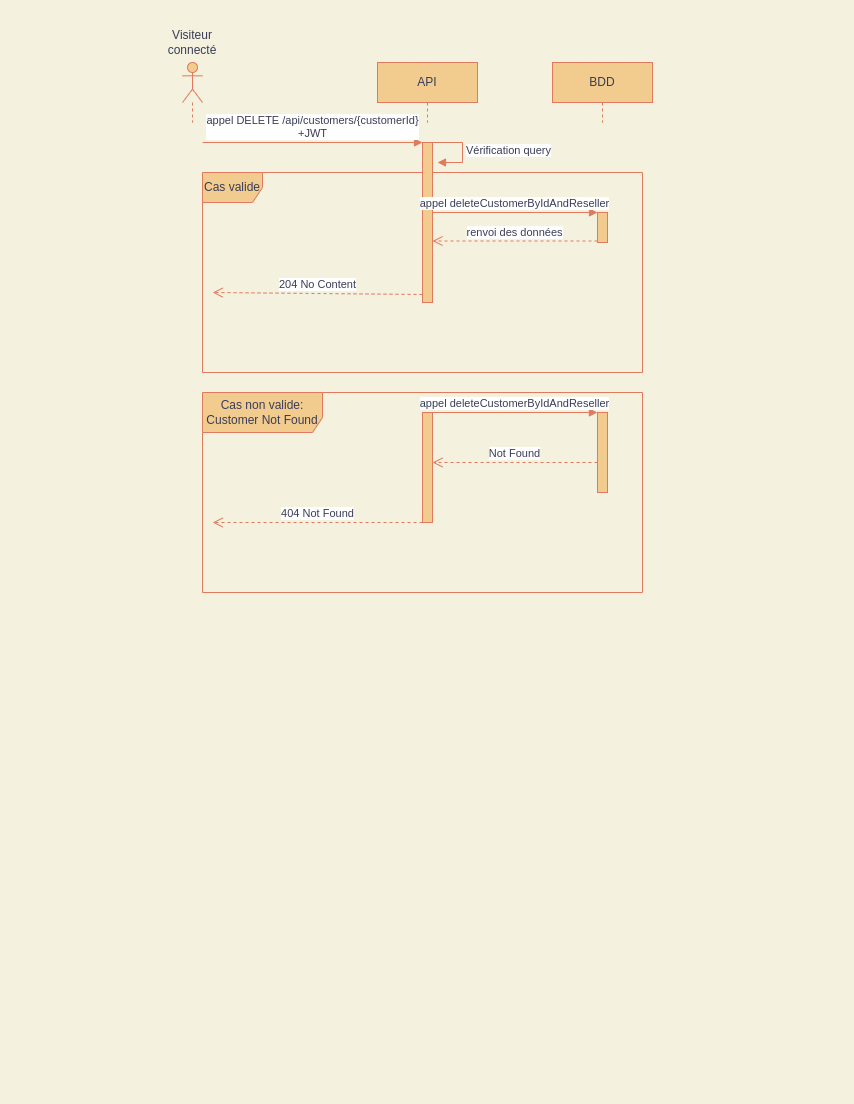 Visiteur
connecté
API
BDD
appel DELETE /api/customers/{customerId}
+JWT
Vérification query
Cas valide
appel deleteCustomerByIdAndReseller
renvoi des données
204 No Content
Cas non valide:
Customer Not Found
appel deleteCustomerByIdAndReseller
Not Found
404 Not Found